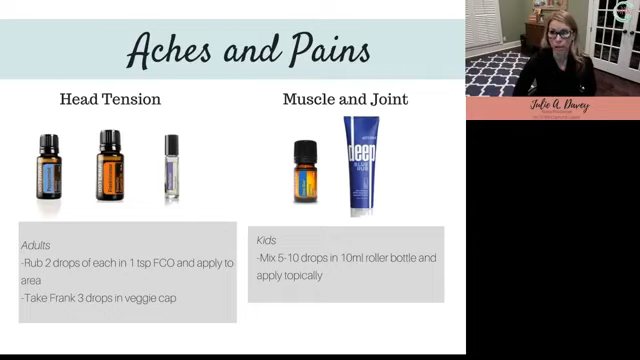 Aches and Pains
Head Tension
Muscle and Joint
deep
BLUE
RUB
Adults
-Rub 2 drops of each in 1 tsp FCO and apply to
area
-Take Frank 3 drops in veggie cap
Kids
-Mix 5-10 drops in 10ml roller bottle and
apply topically
Julie A. Davey